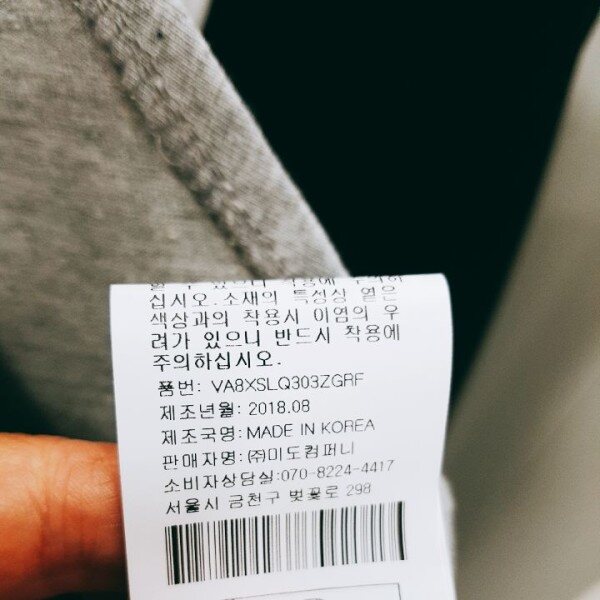 십시오.소재의 특성상 옅은
색상과의 착용시 이염의 우
려가 있으니 반드시 착용에
주의하십시오.
품번: VA8XSLQ303ZGRF
제조년월: 2018.08
제조국명: MADE IN KOREA
판매자명: ㈜미도컴퍼니
소비자상담실:070-8224-4417
서울시 금천구 벚꽃로 298